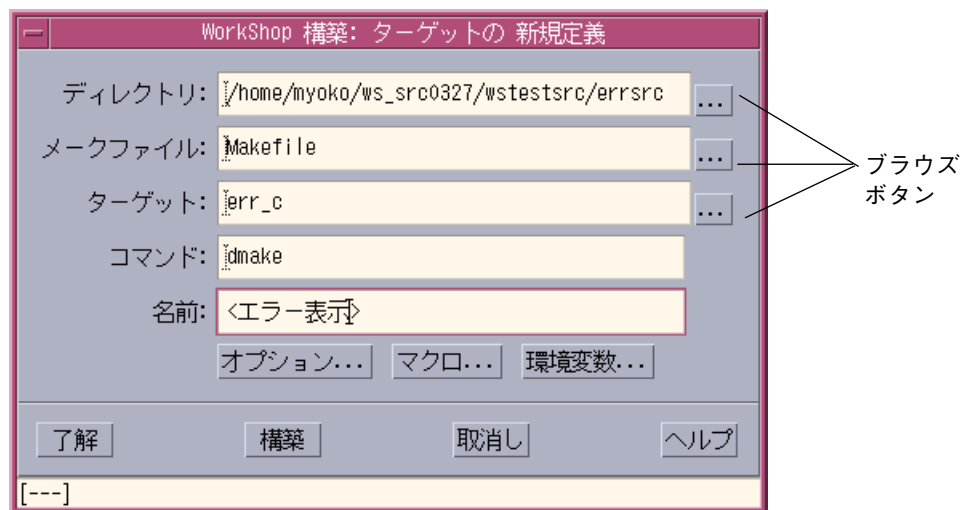 WorkShop 構築: ターゲットの 新規定義
ディレクトリ: /home/myoko/ws_src0327/wstestsrc/errsrc ...
メークファイル: Makefile ...
ターゲット: err_c ...
コマンド: dmake
名前: <エラー表示>
オプション... マクロ... 環境変数...
了解 構築 取消し ヘルプ
[---]
ブラウズ
ボタン